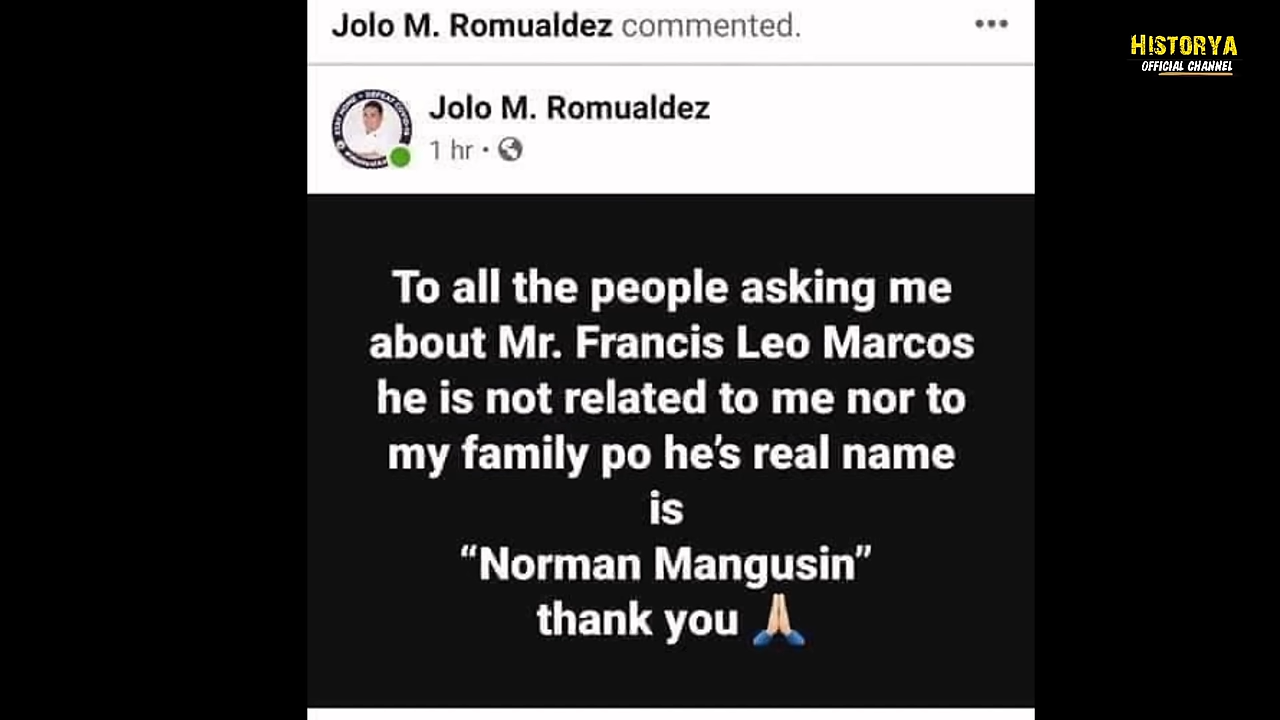 Jolo M. Romualdez commented.
HISTORYA
OFFICIAL CHANNEL
Jolo M. Romualdez
1 hr ·
To all the people asking me
about Mr. Francis Leo Marcos
he is not related to me nor to
my family po he’s real name
is
“Norman Mangusin”
thank you 🙏🏻